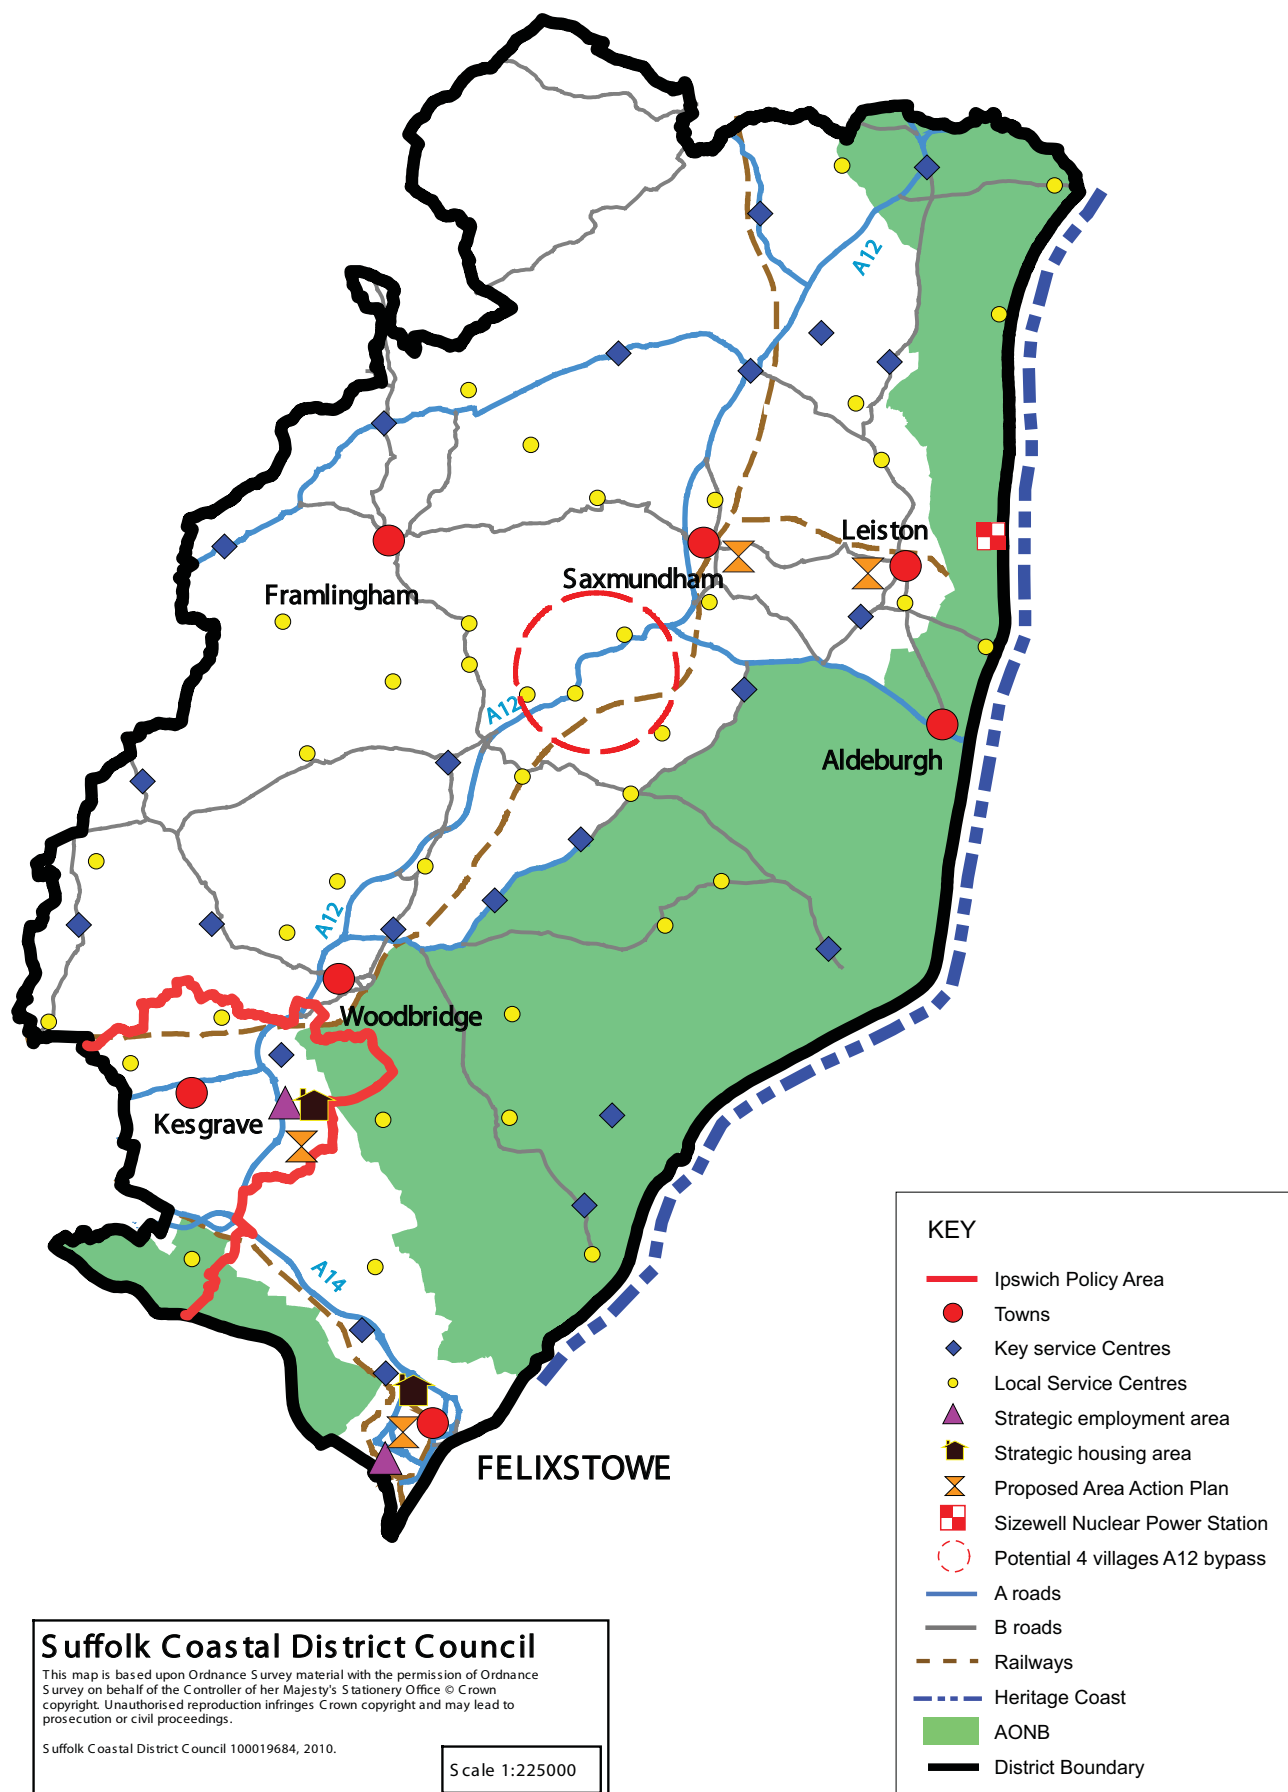 A12
Leiston
Saxmundham
Framlingham
A12
Aldeburgh
A12
Woodbridge
Kesgrave
A14
FELIXSTOWE
KEY
Ipswich Policy Area
Towns
Key service Centres
Local Service Centres
Strategic employment area
Strategic housing area
Proposed Area Action Plan
Sizewell Nuclear Power Station
Potential 4 villages A12 bypass
A roads
B roads
Railways
Heritage Coast
AONB
District Boundary
Suffolk Coastal District Council
This map is based upon Ordnance Survey material with the permission of Ordnance
Survey on behalf of the Controller of her Majesty's Stationery Office © Crown
copyright. Unauthorised reproduction infringes Crown copyright and may lead to
prosecution or civil proceedings.
Suffolk Coastal District Council 100019684, 2010.
Scale 1:225000